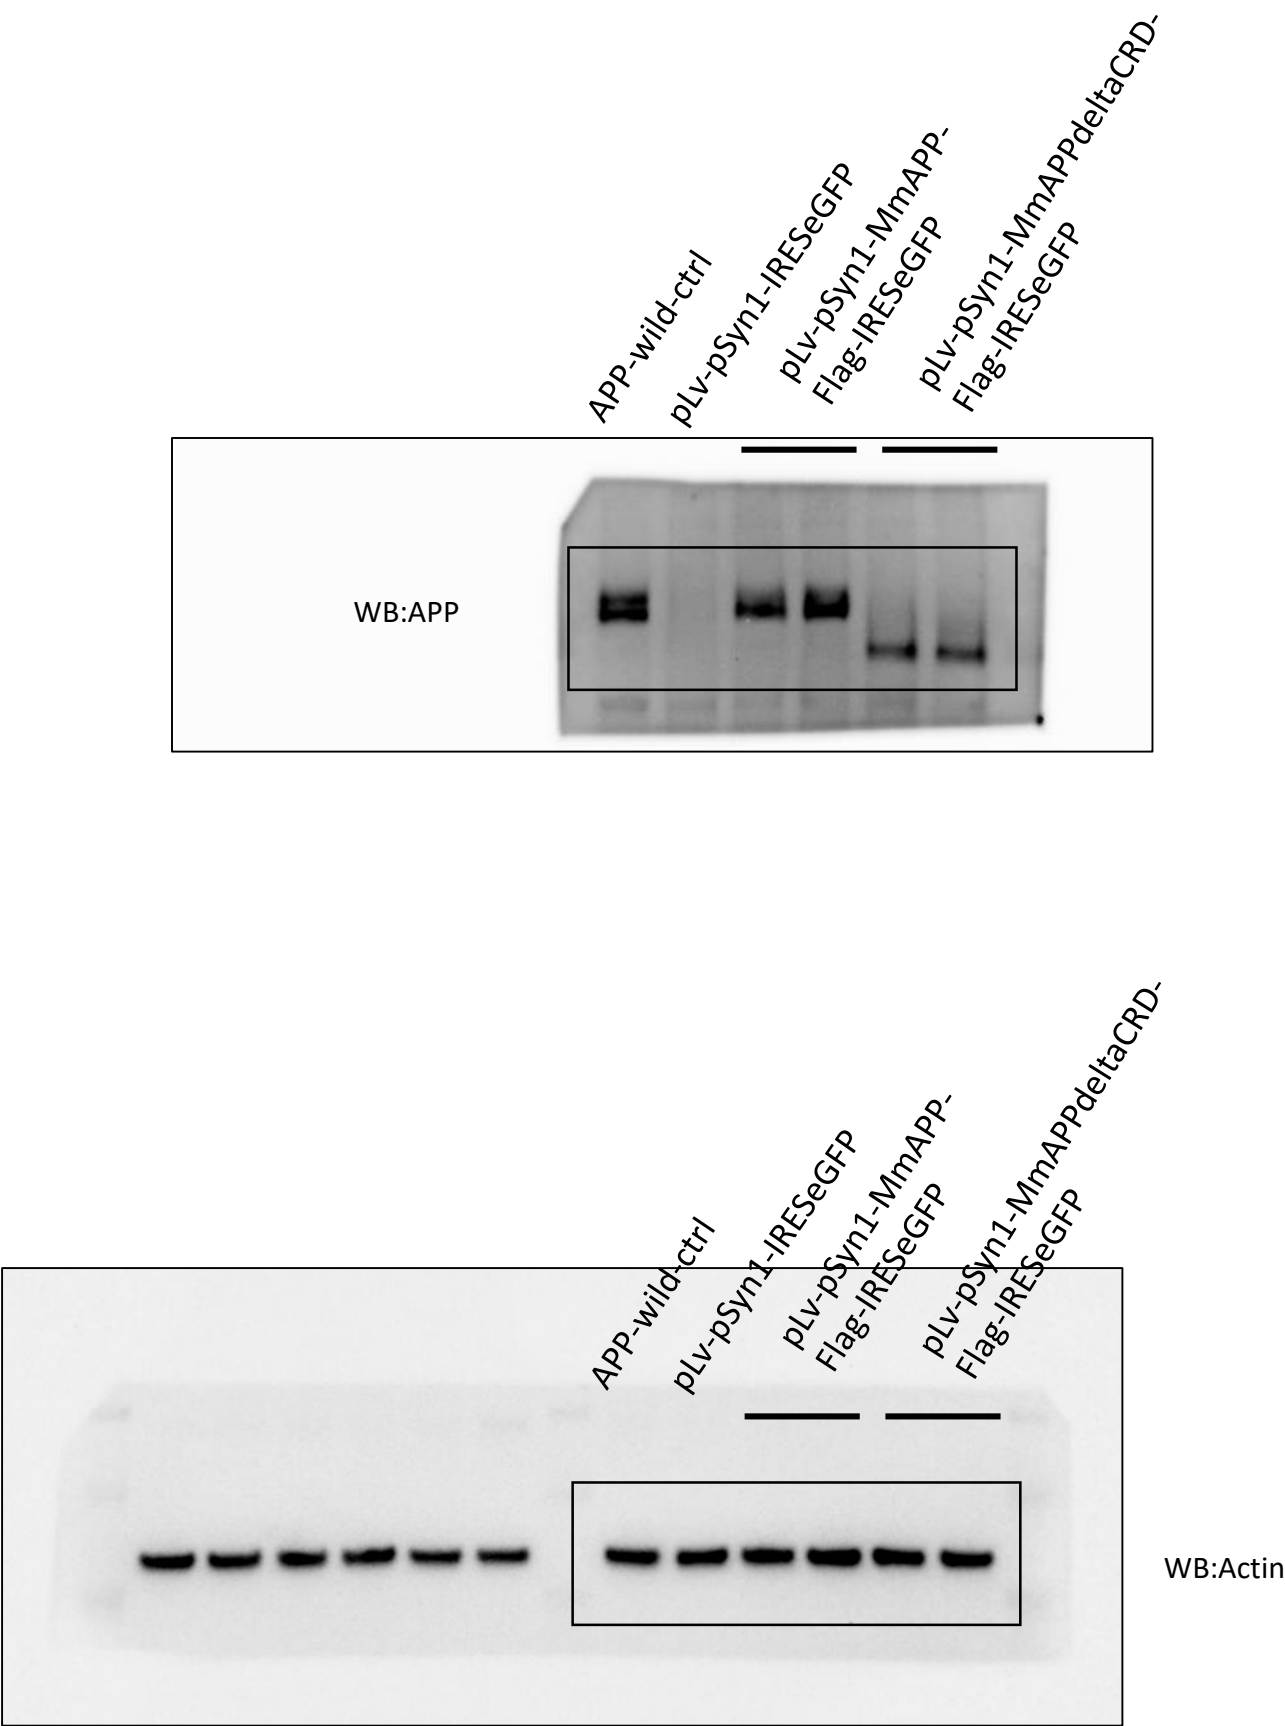 APP-wild-ctrl
pLv-pSyn1-IRESeGFP
pLv-pSyn1-MmAPP-
Flag-IRESeGFP
pLv-pSyn1-MmAPPdeltaCRD-
Flag-IRESeGFP
WB:APP
APP-wild-ctrl
pLv-pSyn1-IRESeGFP
pLv-pSyn1-MmAPP-
Flag-IRESeGFP
pLv-pSyn1-MmAPPdeltaCRD-
Flag-IRESeGFP
WB:Actin